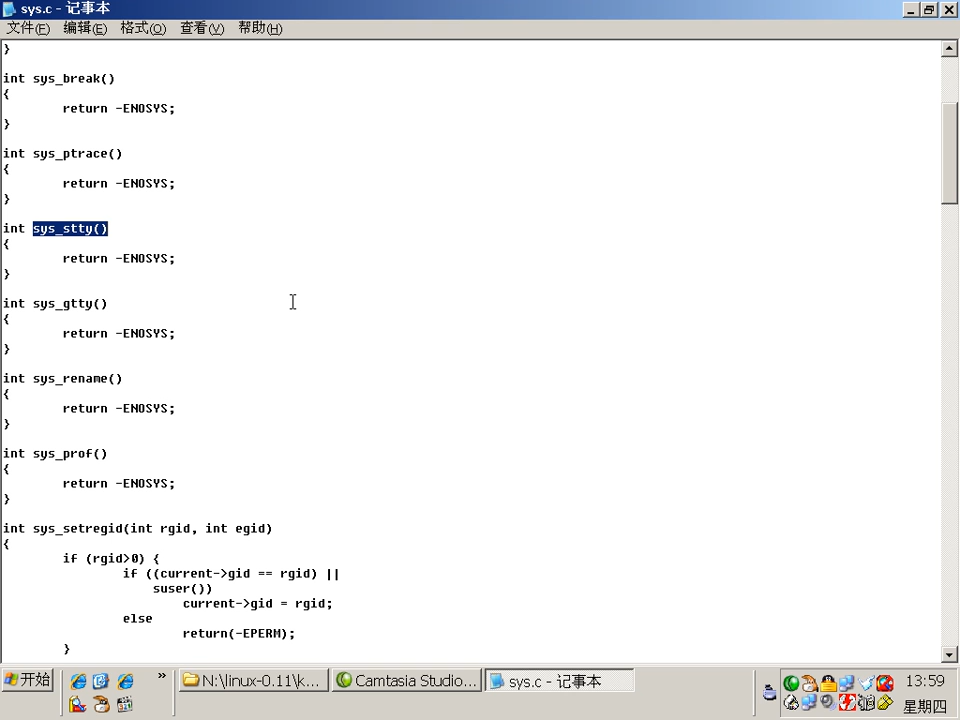 sys.c - 记事本
文件(F) 编辑(E) 格式(O) 查看(V) 帮助(H)
}
int sys_break()
{
return -ENOSYS;
}
int sys_ptrace()
{
return -ENOSYS;
}
int sys_stty()
{
return -ENOSYS;
}
int sys_gtty()
{
return -ENOSYS;
}
int sys_rename()
{
return -ENOSYS;
}
int sys_prof()
{
return -ENOSYS;
}
int sys_setregid(int rgid, int egid)
{
if (rgid>0) {
if ((current->gid == rgid) ||
suser())
current->gid = rgid;
else
return(-EPERM);
}
开始 » N:\linux-0.11\k... Camtasia Studio... sys.c - 记事本 13:59
星期四